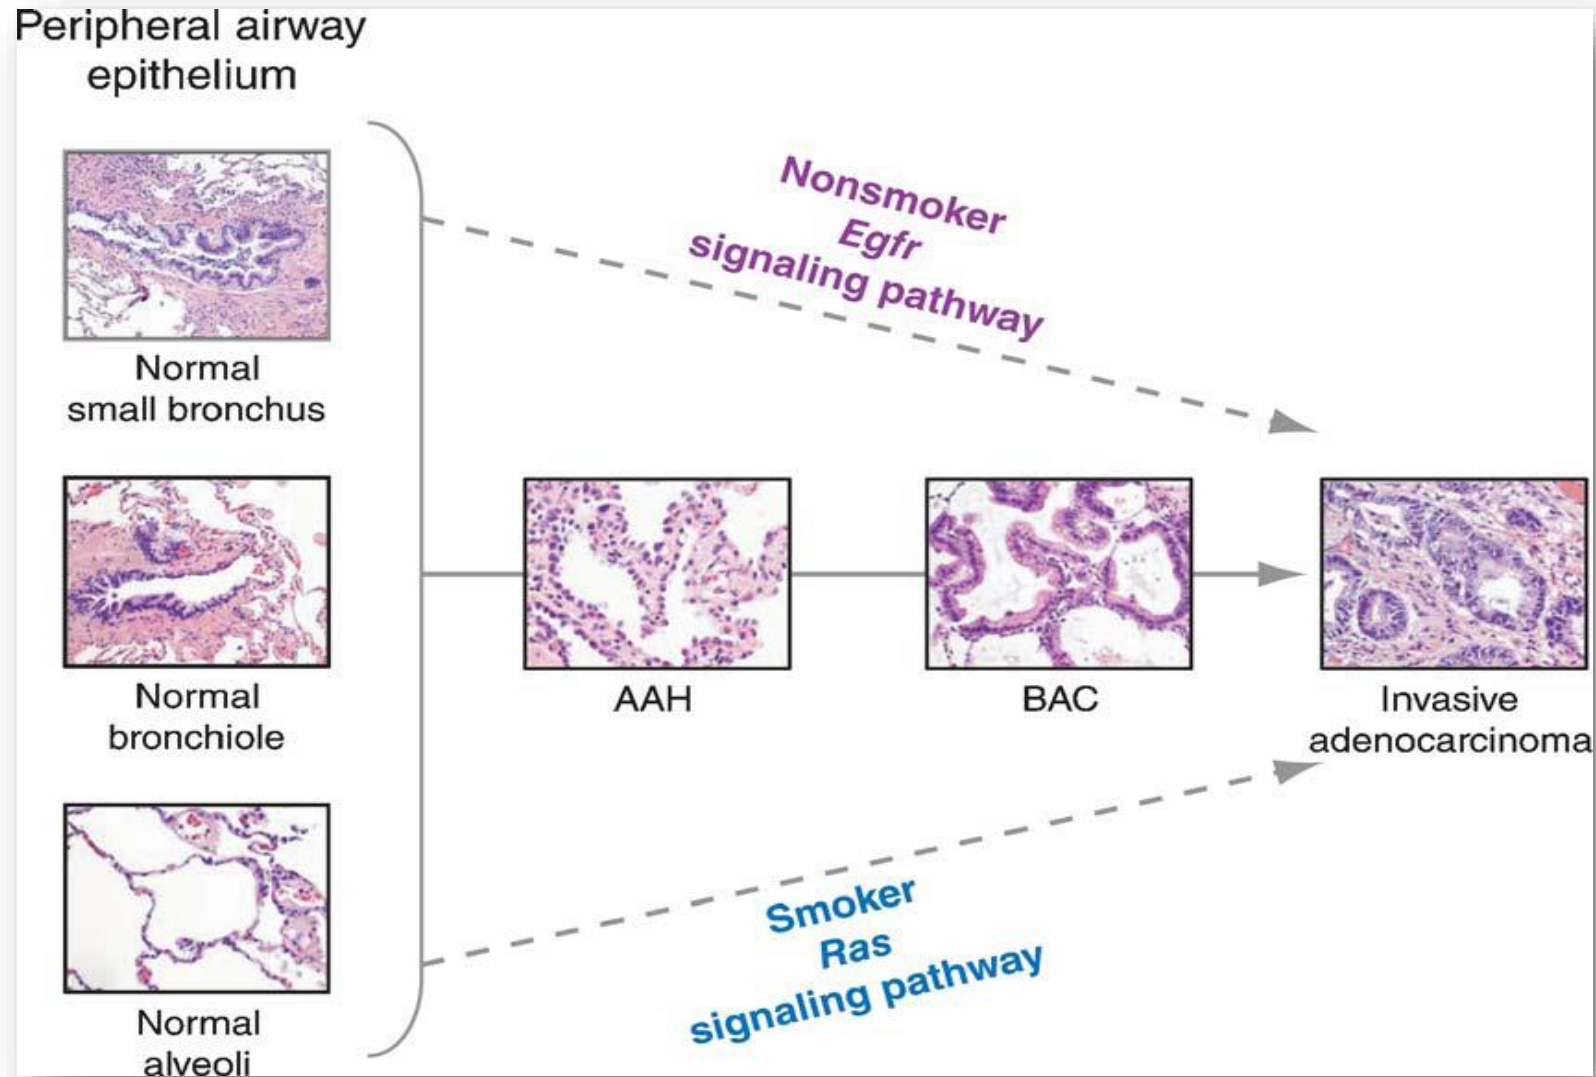 Peripheral airway
epithelium
Normal
small bronchus
Normal
bronchiole
Normal
alveoli
Nonsmoker
Egfr
signaling pathway
AAH
BAC
Invasive
adenocarcinoma
Smoker
Ras
signaling pathway